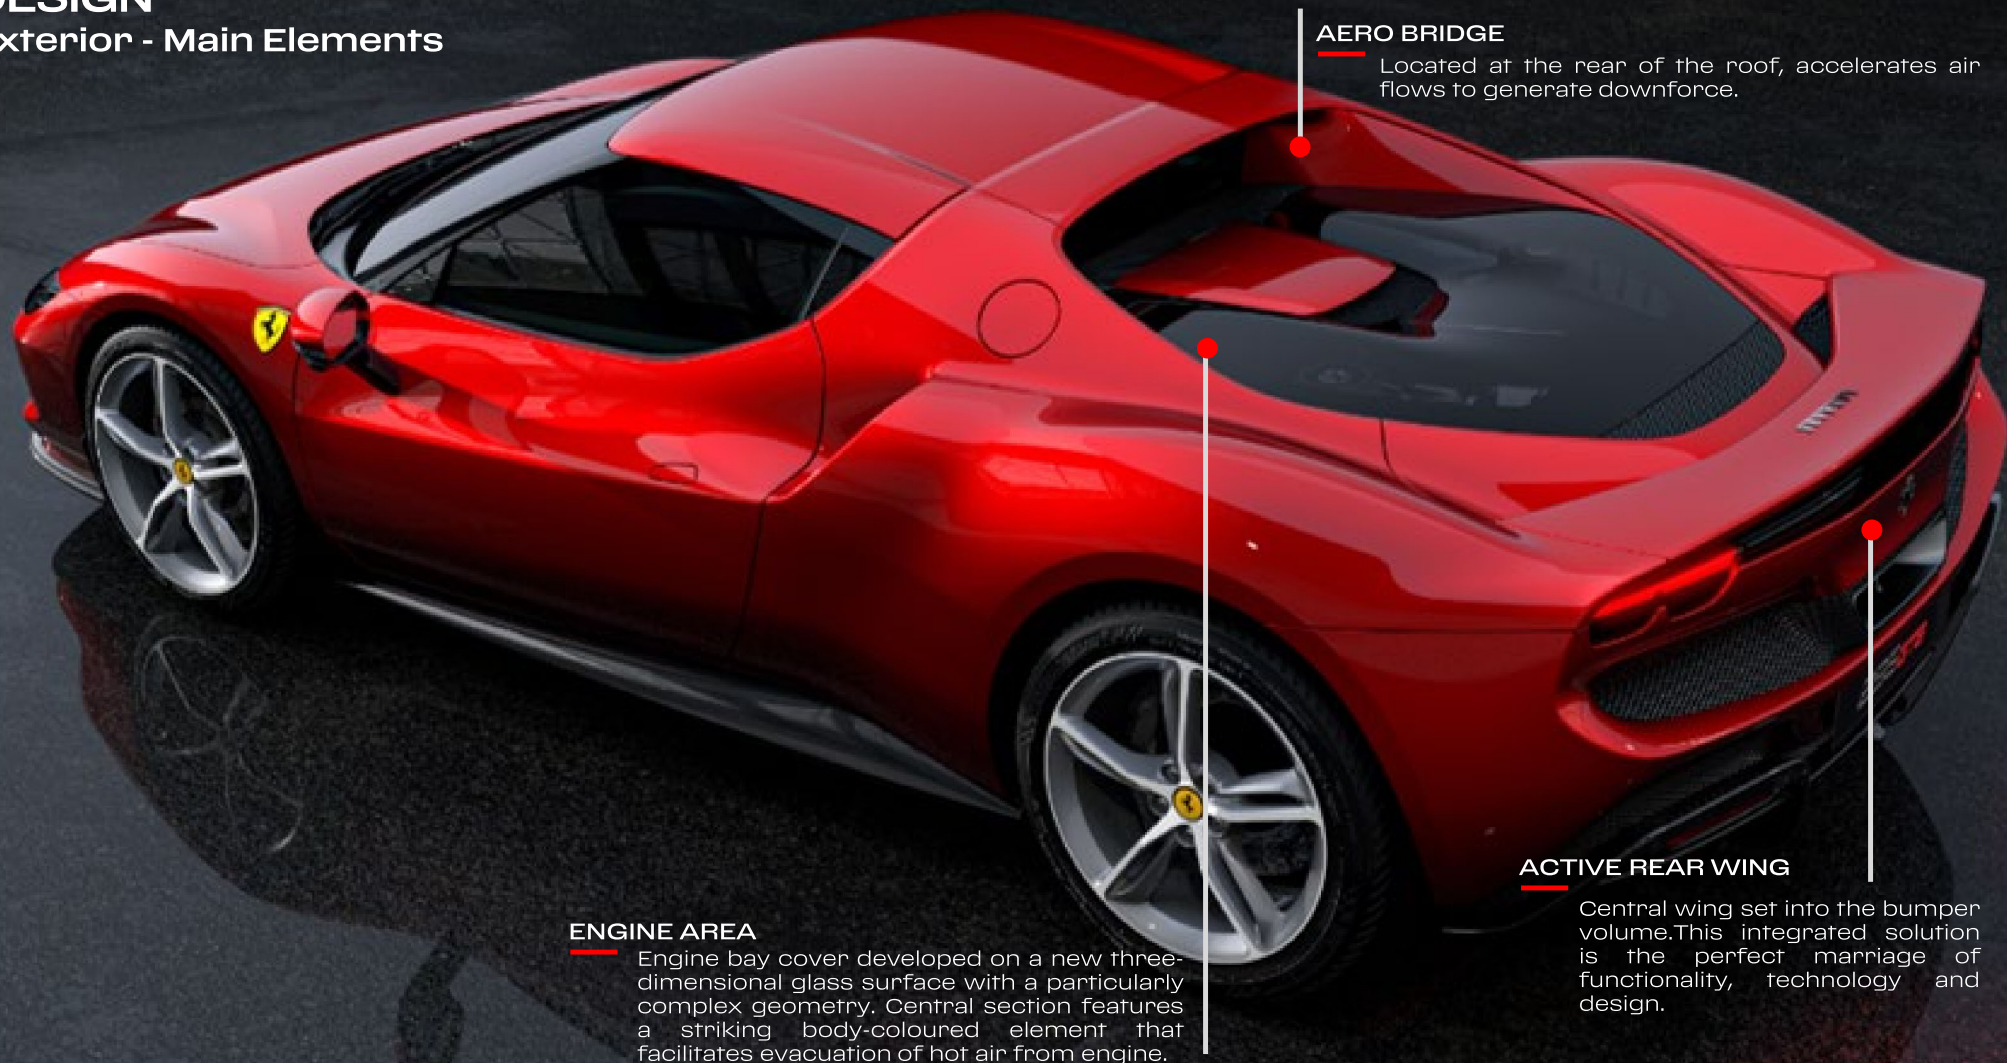 DESIGN
xterior - Main Elements
AERO BRIDGE
Located at the rear of the roof, accelerates air
flows to generate downforce.
ACTIVE REAR WING
Central wing set into the bumper
volume.This integrated solution
is the perfect marriage of
functionality, technology and
design.
ENGINE AREA
Engine bay cover developed on a new three-
dimensional glass surface with a particularly
complex geometry. Central section features
a striking body-coloured element that
facilitates evacuation of hot air from engine.